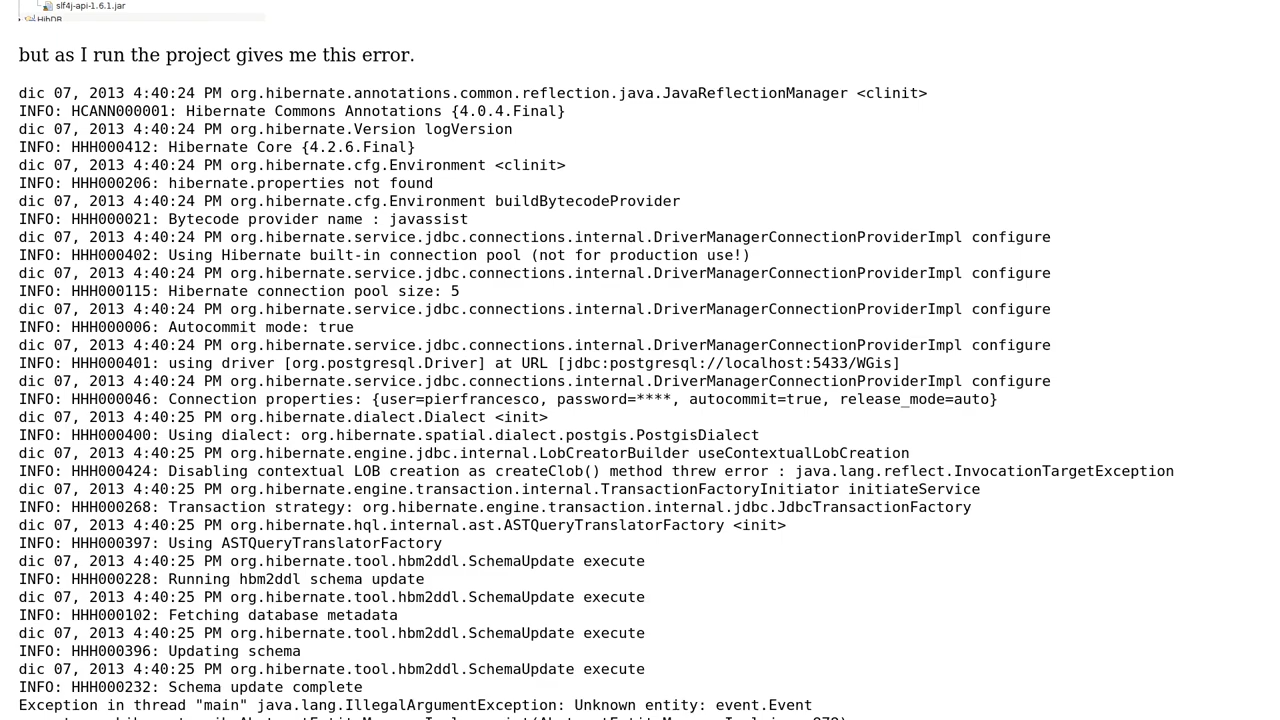 slf4j-api-1.6.1.jar
HibDB
but as I run the project gives me this error.
dic 07, 2013 4:40:24 PM org.hibernate.annotations.common.reflection.java.JavaReflectionManager <clinit>
INFO: HCANN000001: Hibernate Commons Annotations {4.0.4.Final}
dic 07, 2013 4:40:24 PM org.hibernate.Version logVersion
INFO: HHH000412: Hibernate Core {4.2.6.Final}
dic 07, 2013 4:40:24 PM org.hibernate.cfg.Environment <clinit>
INFO: HHH000206: hibernate.properties not found
dic 07, 2013 4:40:24 PM org.hibernate.cfg.Environment buildBytecodeProvider
INFO: HHH000021: Bytecode provider name : javassist
dic 07, 2013 4:40:24 PM org.hibernate.service.jdbc.connections.internal.DriverManagerConnectionProviderImpl configure
INFO: HHH000402: Using Hibernate built-in connection pool (not for production use!)
dic 07, 2013 4:40:24 PM org.hibernate.service.jdbc.connections.internal.DriverManagerConnectionProviderImpl configure
INFO: HHH000115: Hibernate connection pool size: 5
dic 07, 2013 4:40:24 PM org.hibernate.service.jdbc.connections.internal.DriverManagerConnectionProviderImpl configure
INFO: HHH000006: Autocommit mode: true
dic 07, 2013 4:40:24 PM org.hibernate.service.jdbc.connections.internal.DriverManagerConnectionProviderImpl configure
INFO: HHH000401: using driver [org.postgresql.Driver] at URL [jdbc:postgresql://localhost:5433/WGis]
dic 07, 2013 4:40:24 PM org.hibernate.service.jdbc.connections.internal.DriverManagerConnectionProviderImpl configure
INFO: HHH000046: Connection properties: {user=pierfrancesco, password=****, autocommit=true, release_mode=auto}
dic 07, 2013 4:40:25 PM org.hibernate.dialect.Dialect <init>
INFO: HHH000400: Using dialect: org.hibernate.spatial.dialect.postgis.PostgisDialect
dic 07, 2013 4:40:25 PM org.hibernate.engine.jdbc.internal.LobCreatorBuilder useContextualLobCreation
INFO: HHH000424: Disabling contextual LOB creation as createClob() method threw error : java.lang.reflect.InvocationTargetException
dic 07, 2013 4:40:25 PM org.hibernate.engine.transaction.internal.TransactionFactoryInitiator initiateService
INFO: HHH000268: Transaction strategy: org.hibernate.engine.transaction.internal.jdbc.JdbcTransactionFactory
dic 07, 2013 4:40:25 PM org.hibernate.hql.internal.ast.ASTQueryTranslatorFactory <init>
INFO: HHH000397: Using ASTQueryTranslatorFactory
dic 07, 2013 4:40:25 PM org.hibernate.tool.hbm2ddl.SchemaUpdate execute
INFO: HHH000228: Running hbm2ddl schema update
dic 07, 2013 4:40:25 PM org.hibernate.tool.hbm2ddl.SchemaUpdate execute
INFO: HHH000102: Fetching database metadata
dic 07, 2013 4:40:25 PM org.hibernate.tool.hbm2ddl.SchemaUpdate execute
INFO: HHH000396: Updating schema
dic 07, 2013 4:40:25 PM org.hibernate.tool.hbm2ddl.SchemaUpdate execute
INFO: HHH000232: Schema update complete
Exception in thread "main" java.lang.IllegalArgumentException: Unknown entity: event.Event